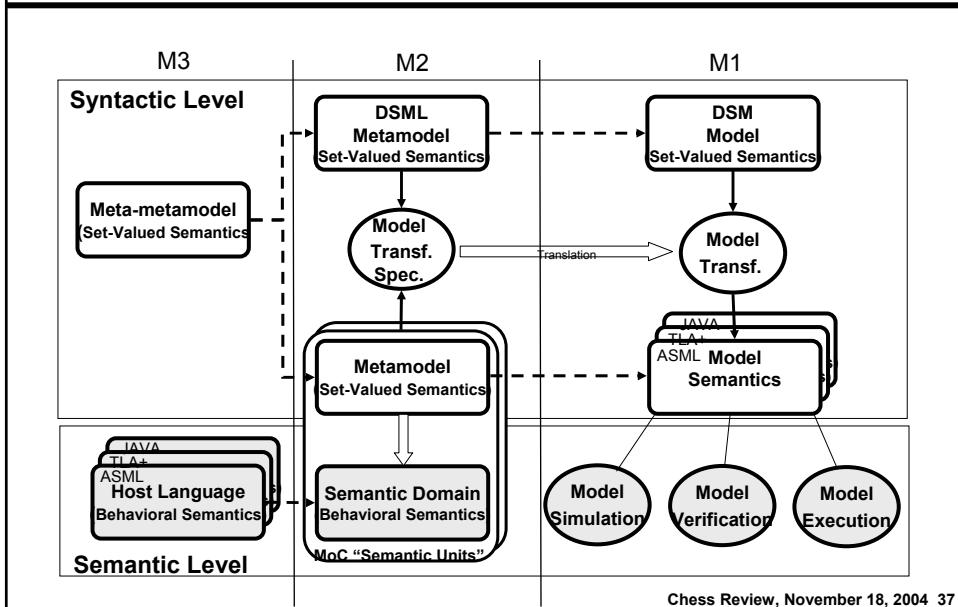 M3
M2
M1
Syntactic Level
DSML
Metamodel
(Set-Valued Semantics)
DSM
Model
(Set-Valued Semantics)
Meta-metamodel
(Set-Valued Semantics
Model
Transf.
Spec.
Translation
Model
Transf.
Metamodel
(Set-Valued Semantics)
JAVA
TLA+
ASML
Model
Semantics
JAVA
TLA+
ASML
Host Language
(Behavioral Semantics)
Semantic Domain
(Behavioral Semantics)
MoC “Semantic Units”
Model
Simulation
Model
Verification
Model
Execution
Semantic Level
Chess Review, November 18, 2004 37